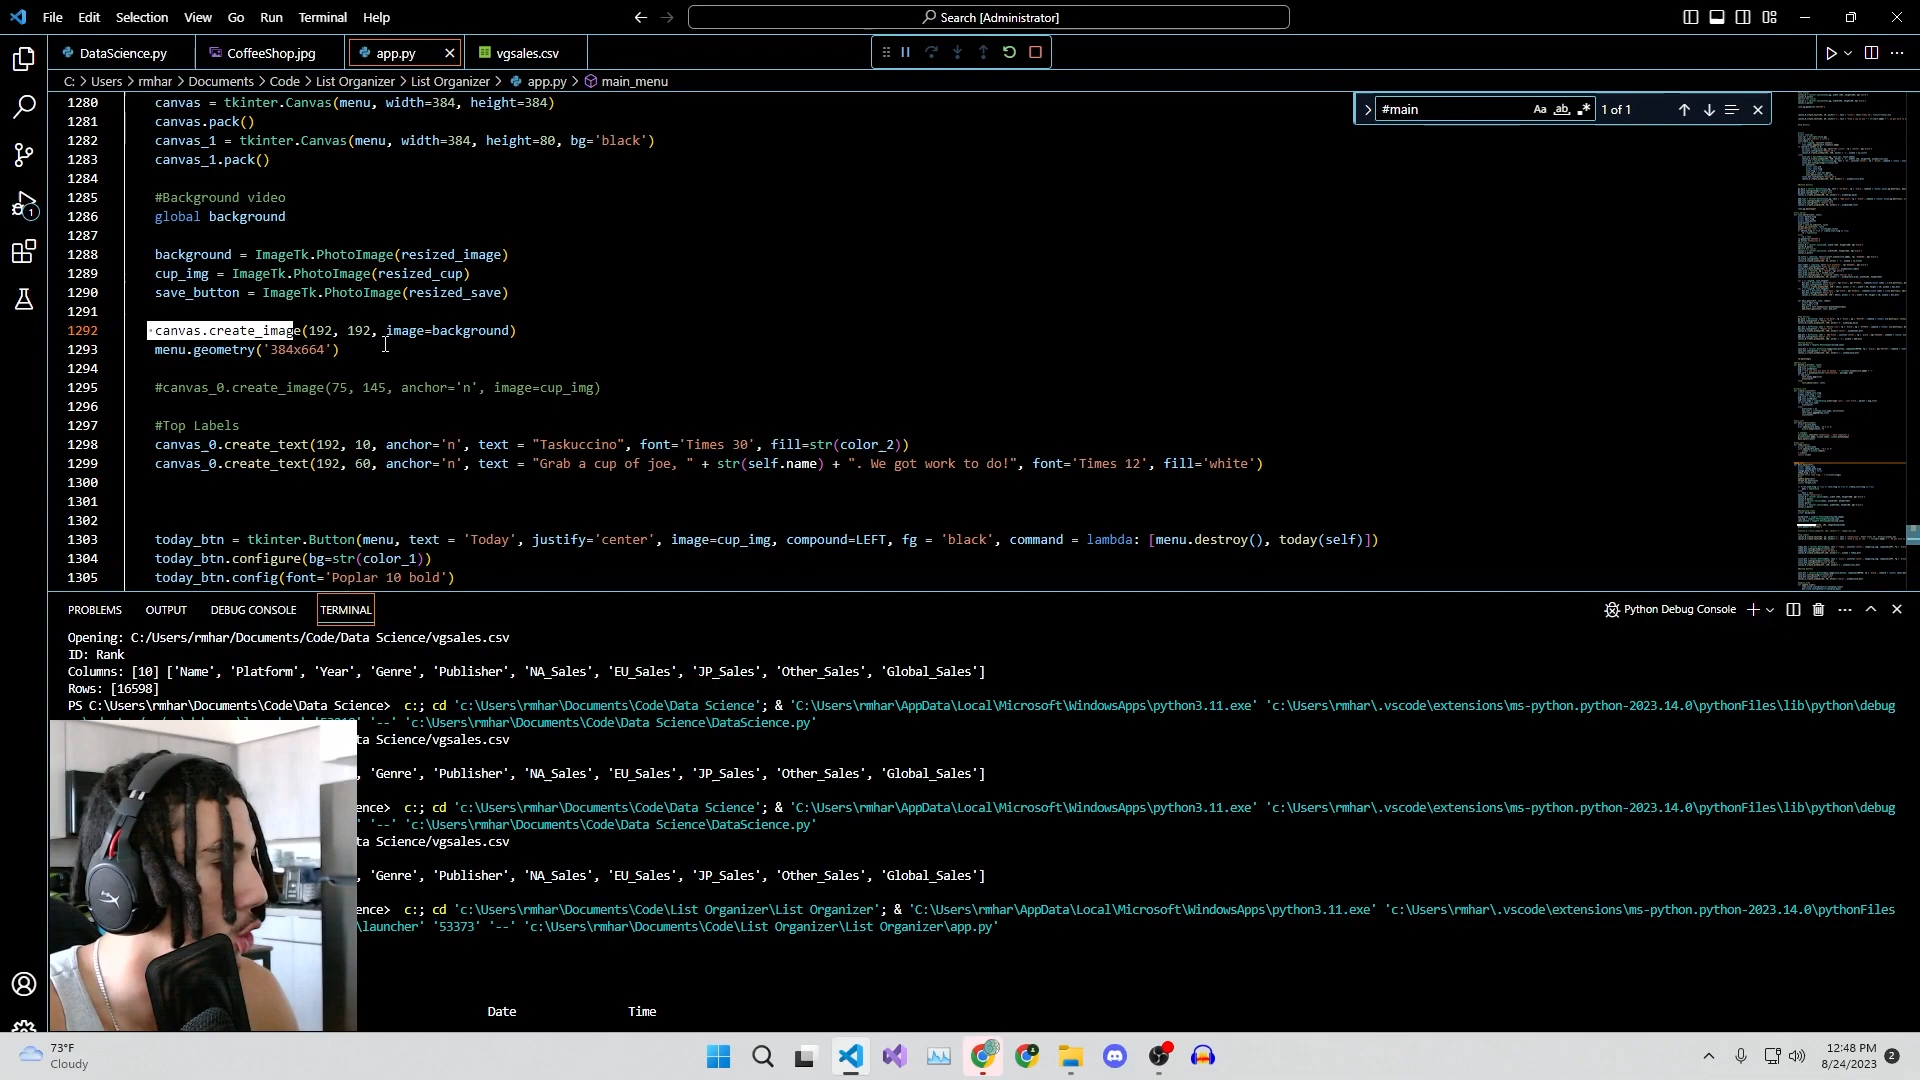 File Edit Selection View Go Run Terminal Help
Search [Administrator]
DataScience.py CoffeeShop.jpg app.py vgsales.csv
C: > Users > rmhar > Documents > Code > List Organizer > List Organizer > app.py > main_menu
#main Aa ab .* 1 of 1
1280 canvas = tkinter.Canvas(menu, width=384, height=384)
1281 canvas.pack()
1282 canvas_1 = tkinter.Canvas(menu, width=384, height=80, bg='black')
1283 canvas_1.pack()
1284
1285 #Background video
1286 global background
1287
1288 background = ImageTk.PhotoImage(resized_image)
1289 cup_img = ImageTk.PhotoImage(resized_cup)
1290 save_button = ImageTk.PhotoImage(resized_save)
1291
1292 canvas.create_image(192, 192, image=background)
1293 menu.geometry('384x664')
1294
1295 #canvas_0.create_image(75, 145, anchor='n', image=cup_img)
1296
1297 #Top Labels
1298 canvas_0.create_text(192, 10, anchor='n', text = "Taskuccino", font='Times 30', fill=str(color_2))
1299 canvas_0.create_text(192, 60, anchor='n', text = "Grab a cup of joe, " + str(self.name) + ". We got work to do!", font='Times 12', fill='white')
1300
1301
1302
1303 today_btn = tkinter.Button(menu, text = 'Today', justify='center', image=cup_img, compound=LEFT, fg = 'black', command = lambda: [menu.destroy(), today(self)])
1304 today_btn.configure(bg=str(color_1))
1305 today_btn.config(font='Poplar 10 bold')
PROBLEMS OUTPUT DEBUG CONSOLE TERMINAL Python Debug Console
Opening: C:/Users/rmhar/Documents/Code/Data Science/vgsales.csv
ID: Rank
Columns: [10] ['Name', 'Platform', 'Year', 'Genre', 'Publisher', 'NA_Sales', 'EU_Sales', 'JP_Sales', 'Other_Sales', 'Global_Sales']
Rows: [16598]
PS C:\Users\rmhar\Documents\Code\Data Science> c:; cd 'c:\Users\rmhar\Documents\Code\Data Science'; & 'C:\Users\rmhar\AppData\Local\Microsoft\WindowsApps\python3.11.exe' 'c:\Users\rmhar\.vscode\extensions\ms-python.python-2023.14.0\pythonFiles\lib\python\debug
'--' 'c:\Users\rmhar\Documents\Code\Data Science\DataScience.py'
ta Science/vgsales.csv
, 'Genre', 'Publisher', 'NA_Sales', 'EU_Sales', 'JP_Sales', 'Other_Sales', 'Global_Sales']
ence> c:; cd 'c:\Users\rmhar\Documents\Code\Data Science'; & 'C:\Users\rmhar\AppData\Local\Microsoft\WindowsApps\python3.11.exe' 'c:\Users\rmhar\.vscode\extensions\ms-python.python-2023.14.0\pythonFiles\lib\python\debug
' '--' 'c:\Users\rmhar\Documents\Code\Data Science\DataScience.py'
ta Science/vgsales.csv
, 'Genre', 'Publisher', 'NA_Sales', 'EU_Sales', 'JP_Sales', 'Other_Sales', 'Global_Sales']
ence> c:; cd 'c:\Users\rmhar\Documents\Code\List Organizer\List Organizer'; & 'C:\Users\rmhar\AppData\Local\Microsoft\WindowsApps\python3.11.exe' 'c:\Users\rmhar\.vscode\extensions\ms-python.python-2023.14.0\pythonFiles
\launcher' '53373' '--' 'c:\Users\rmhar\Documents\Code\List Organizer\List Organizer\app.py'
Date Time
73°F
Cloudy
12:48 PM
8/24/2023
2
1